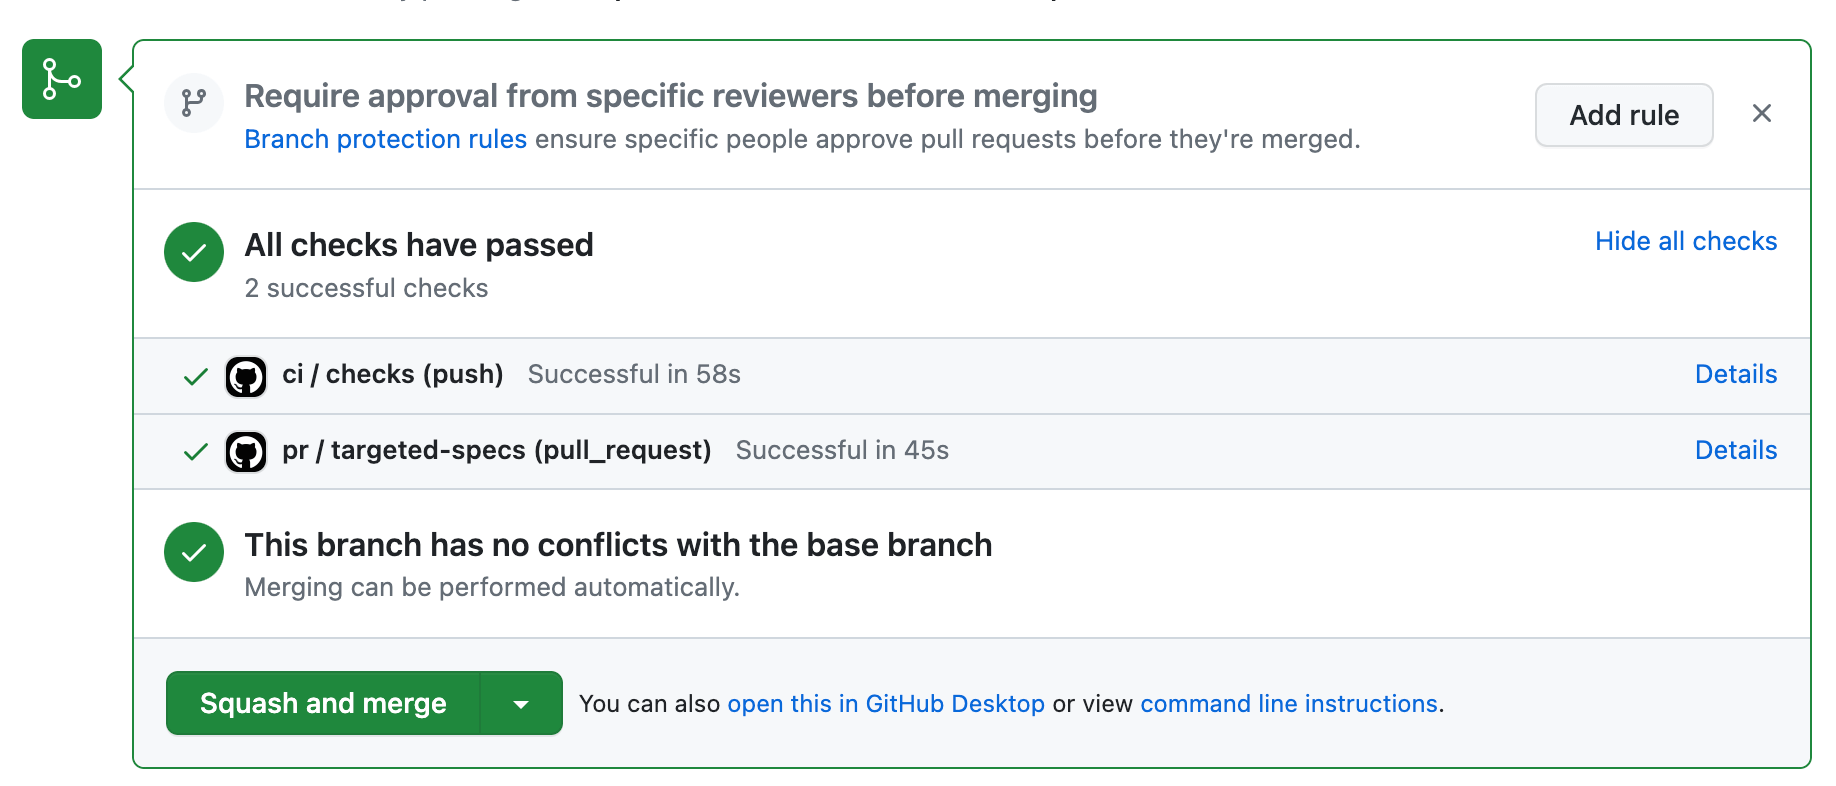 Require approval from specific reviewers before merging
Branch protection rules ensure specific people approve pull requests before they're merged.
Add rule
All checks have passed
2 successful checks
Hide all checks
ci / checks (push) Successful in 58s
Details
pr / targeted-specs (pull_request) Successful in 45s
Details
This branch has no conflicts with the base branch
Merging can be performed automatically.
Squash and merge
You can also open this in GitHub Desktop or view command line instructions.